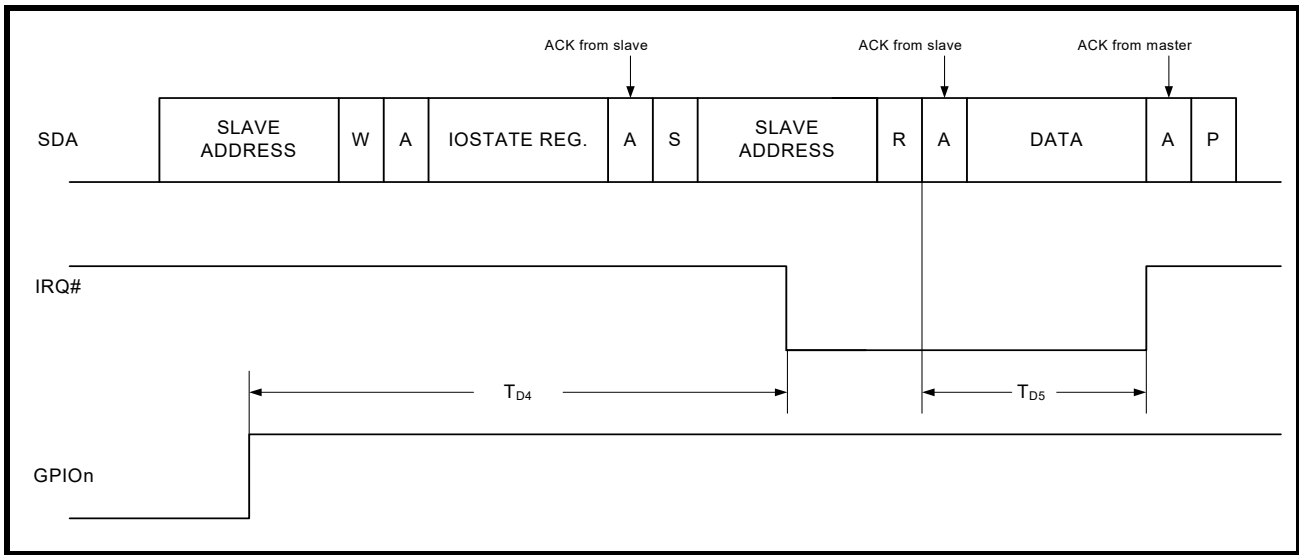 ACK from slave
ACK from slave
ACK from master
SDA
SLAVE
ADDRESS
W
A
IOSTATE REG.
A
S
SLAVE
ADDRESS
R
A
DATA
A
P
IRQ#
TD4
TD5
GPIOn